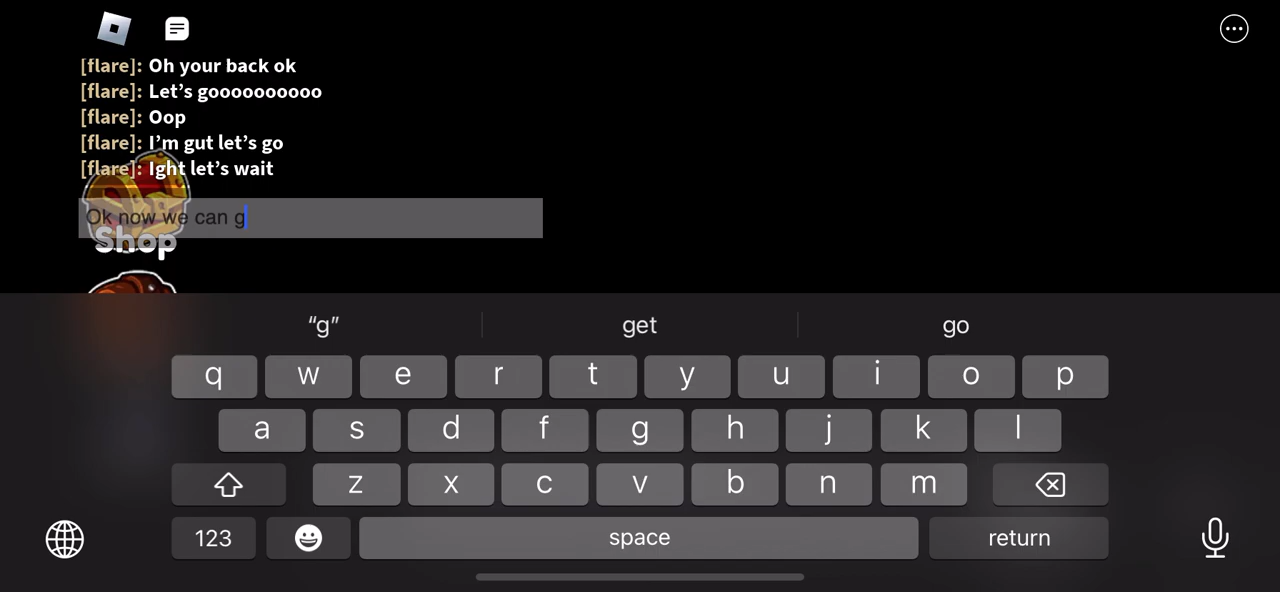 [flare]: Oh your back ok
[flare]: Let’s goooooooooo
[flare]: Oop
[flare]: I’m gut let’s go
[flare]: Ight let’s wait
Ok now we can g
Shop
“g” get go
q w e r t y u i o p
a s d f g h j k l
z x c v b n m
123 space return